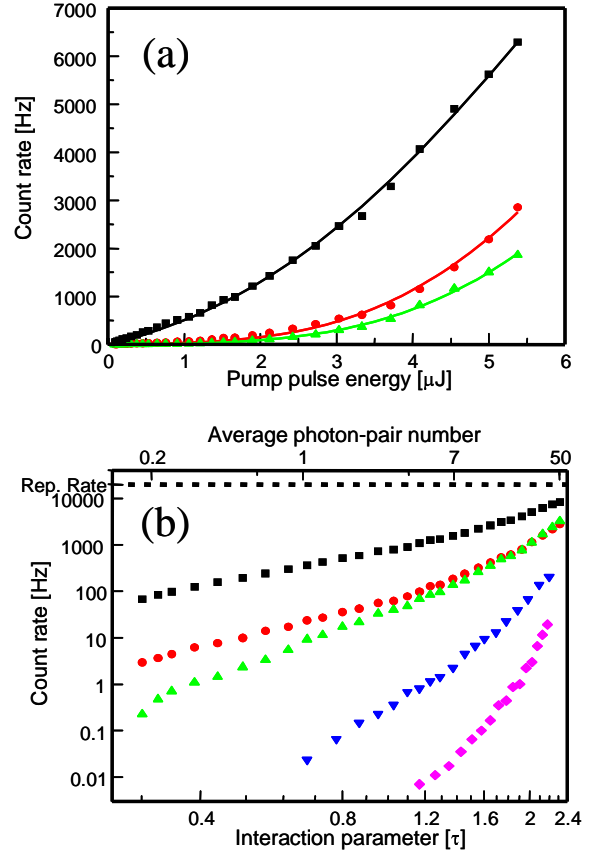 7000
6000
5000
4000
3000
2000
1000
0
Count rate [Hz]
(a)
0 1 2 3 4 5 6
Pump pulse energy [μJ]
Average photon-pair number
0.2 1 7 50
Rep. Rate
10000
1000
100
10
1
0.1
0.01
Count rate [Hz]
(b)
0.4 0.8 1.2 1.6 2 2.4
Interaction parameter [τ]